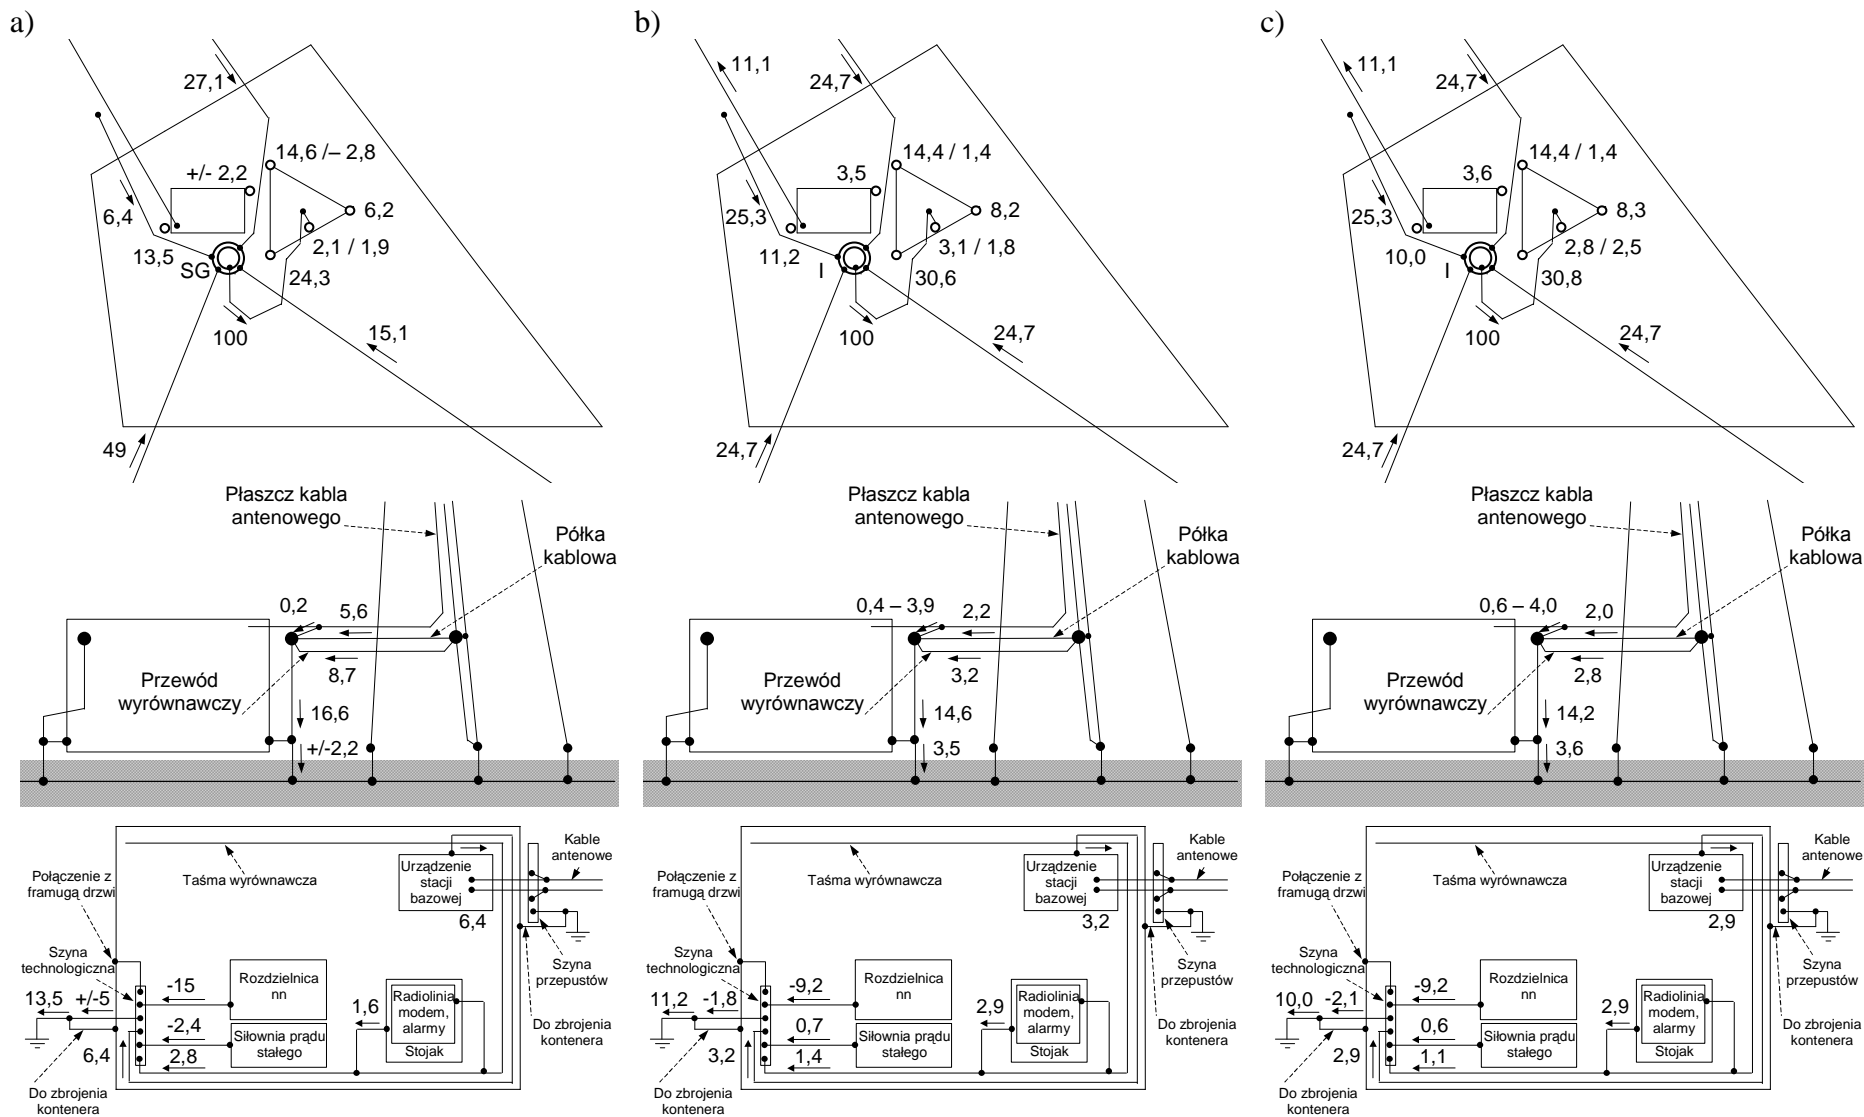 a)
27,1
14,6 /– 2,8
+/- 2,2
6,4
6,2
13,5
2,1 / 1,9
SG
24,3
100
15,1
49
Płaszcz kabla
antenowego
Półka
kablowa
0,2
5,6
8,7
Przewód
wyrównawczy
16,6
+/-2,2
Kable
antenowe
Urządzenie
stacji
bazowej
Połączenie z
framugą drzwi
Taśma wyrównawcza
6,4
Szyna
technologiczna
Szyna
przepustów
-15
Rozdzielnica
nn
13,5
+/-5
1,6
Radiolinia
modem,
alarmy
-2,4
Siłownia prądu
stałego
Do zbrojenia
kontenera
6,4
2,8
Stojak
Do zbrojenia
kontenera
b)
11,1
24,7
14,4 / 1,4
3,5
25,3
8,2
11,2
3,1 / 1,8
I
30,6
100
24,7
24,7
Płaszcz kabla
antenowego
Półka
kablowa
0,4 – 3,9
2,2
3,2
Przewód
wyrównawczy
14,6
3,5
Kable
antenowe
Urządzenie
stacji
bazowej
Połączenie z
framugą drzwi
Taśma wyrównawcza
3,2
Szyna
technologiczna
Szyna
przepustów
-9,2
Rozdzielnica
nn
11,2
-1,8
2,9
Radiolinia
modem,
alarmy
0,7
Siłownia prądu
stałego
Do zbrojenia
kontenera
3,2
1,4
Stojak
Do zbrojenia
kontenera
c)
11,1
24,7
14,4 / 1,4
3,6
25,3
8,3
10,0
2,8 / 2,5
I
30,8
100
24,7
24,7
Płaszcz kabla
antenowego
Półka
kablowa
0,6 – 4,0
2,0
2,8
Przewód
wyrównawczy
14,2
3,6
Kable
antenowe
Urządzenie
stacji
bazowej
Połączenie z
framugą drzwi
Taśma wyrównawcza
2,9
Szyna
technologiczna
Szyna
przepustów
-9,2
Rozdzielnica
nn
10,0
-2,1
2,9
Radiolinia
modem,
alarmy
0,6
Siłownia prądu
stałego
Do zbrojenia
kontenera
2,9
1,1
Stojak
Do zbrojenia
kontenera